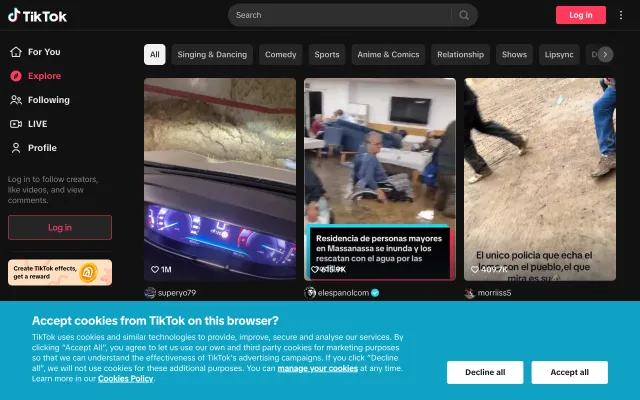 TikTok
Search
Log in
For You
Explore
Following
LIVE
Profile
Log in to follow creators,
like videos, and view
comments.
Log in
Create TikTok effects,
get a reward
All
Singing & Dancing
Comedy
Sports
Anime & Comics
Relationship
Shows
Lipsync
D
1M
superyo79
Residencia de personas mayores
en Massanassa se inunda y los
rescatan con el agua por las
elespanolcom
El unico policia que echa el
con el pueblo,el que
mira es su
409.7K
morriiss5
Accept cookies from TikTok on this browser?
TikTok uses cookies and similar technologies to provide, improve, secure and analyse our services. By
clicking “Accept All”, you agree to let us use our own and third party cookies for marketing purposes
so that we can understand the effectiveness of TikTok's advertising campaigns. If you click “Decline
all”, we will not use cookies for these additional purposes. You can manage your cookies at any time.
Learn more in our Cookies Policy.
Decline all
Accept all